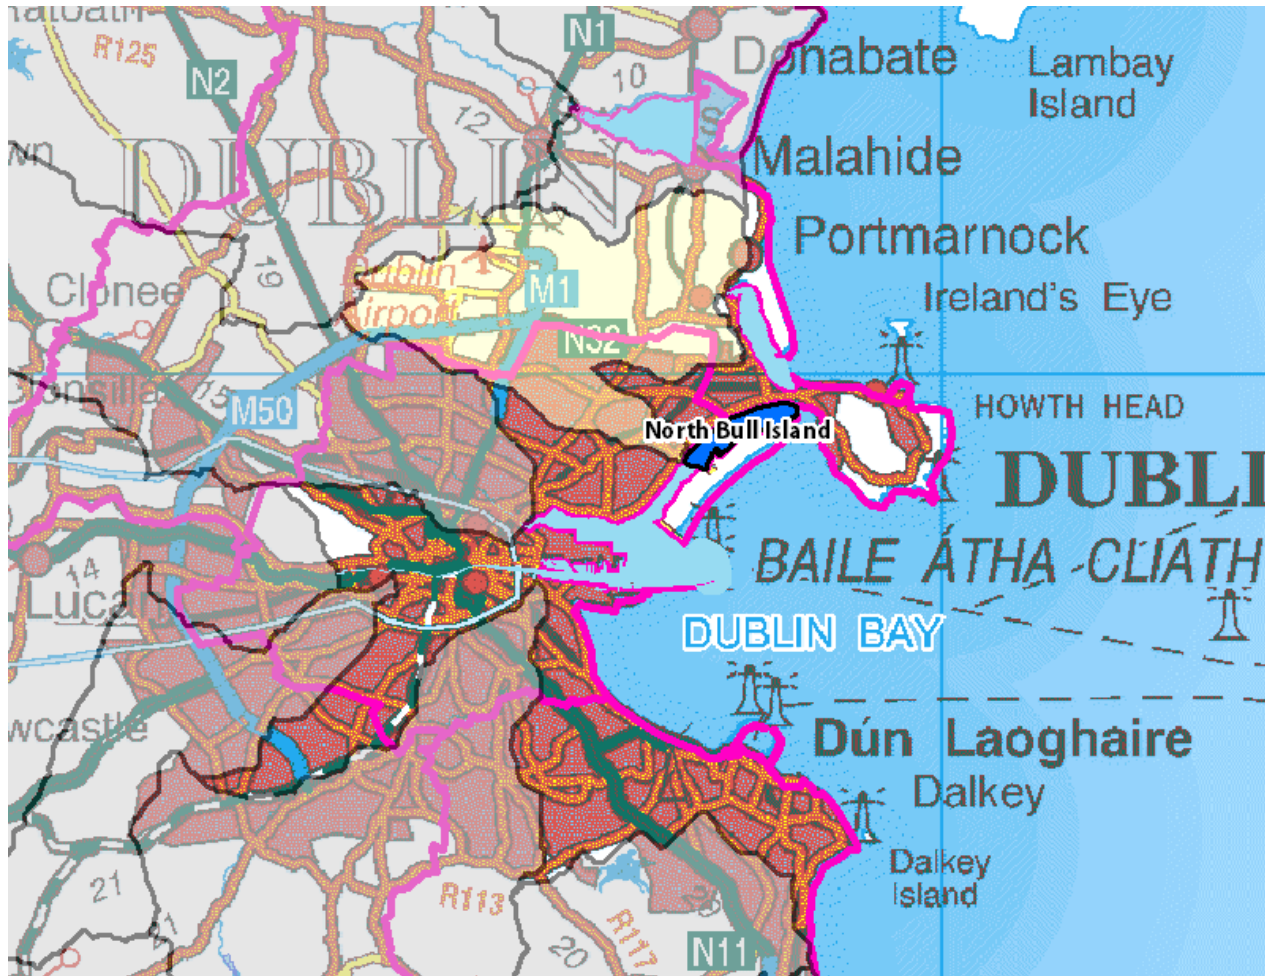 R125
N2
N1
10
12
Donabate
Lambay
Island
DUBLIN
Malahide
Portmarnock
Ireland's Eye
19
Clonee
Dublin
Airport
M1
N32
15
M50
HOWTH HEAD
North Bull Island
BAILE ÁTHA CLIATH
14
DUBLIN BAY
Dún Laoghaire
Dalkey
Dalkey
Island
21
R113
20
R117
N11